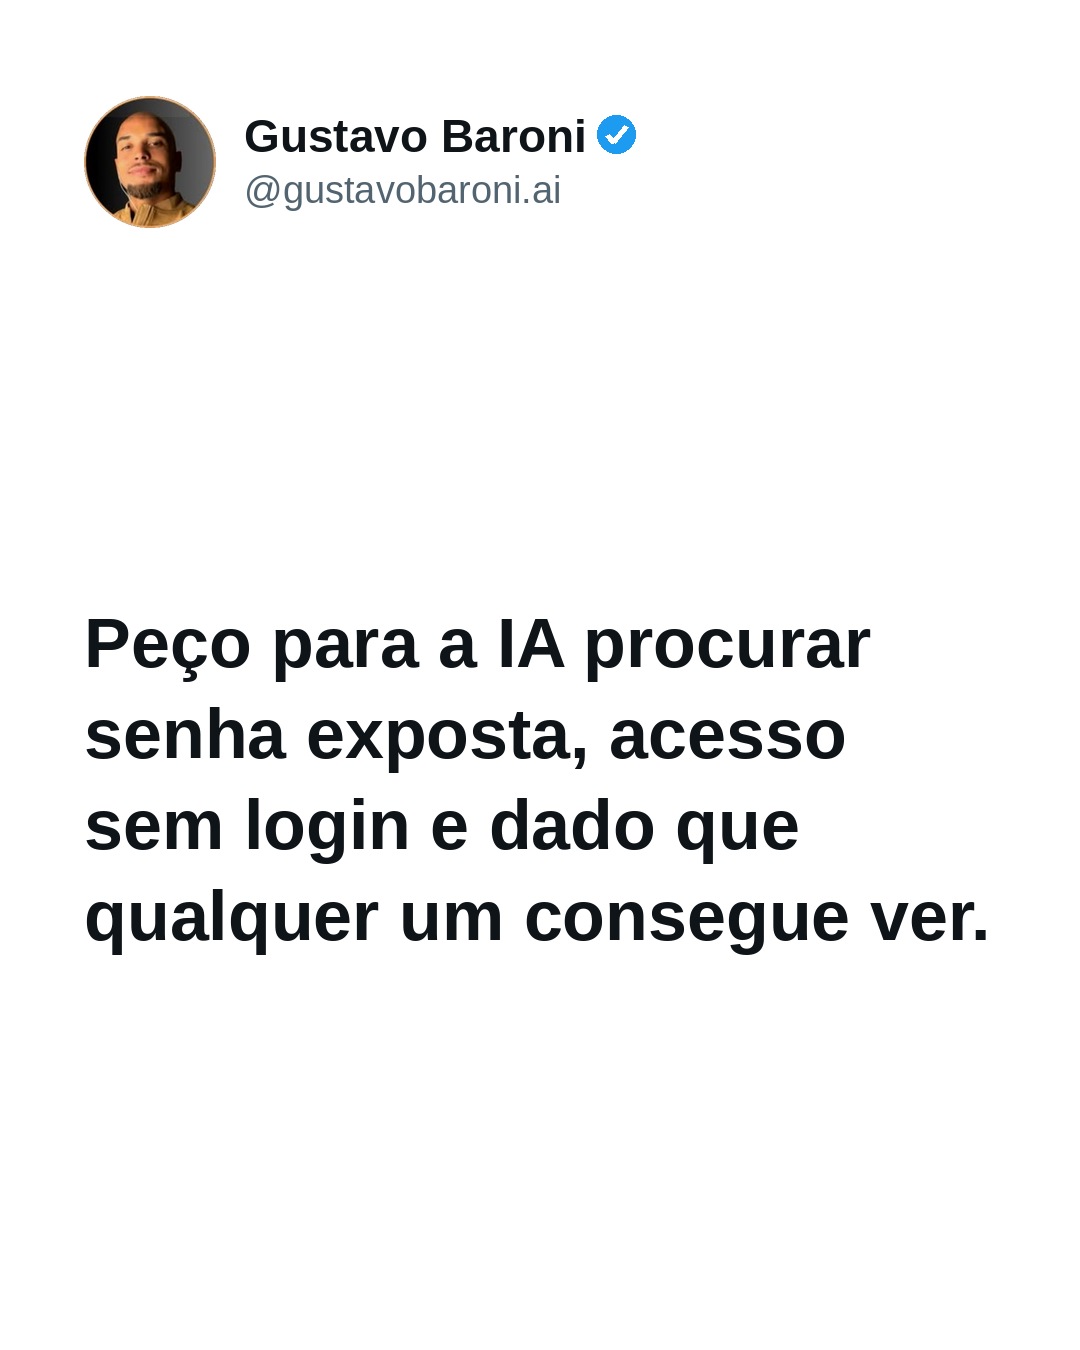 Gustavo Baroni
@gustavobaroni.ai
Peço para a IA procurar
senha exposta, acesso
sem login e dado que
qualquer um consegue ver.